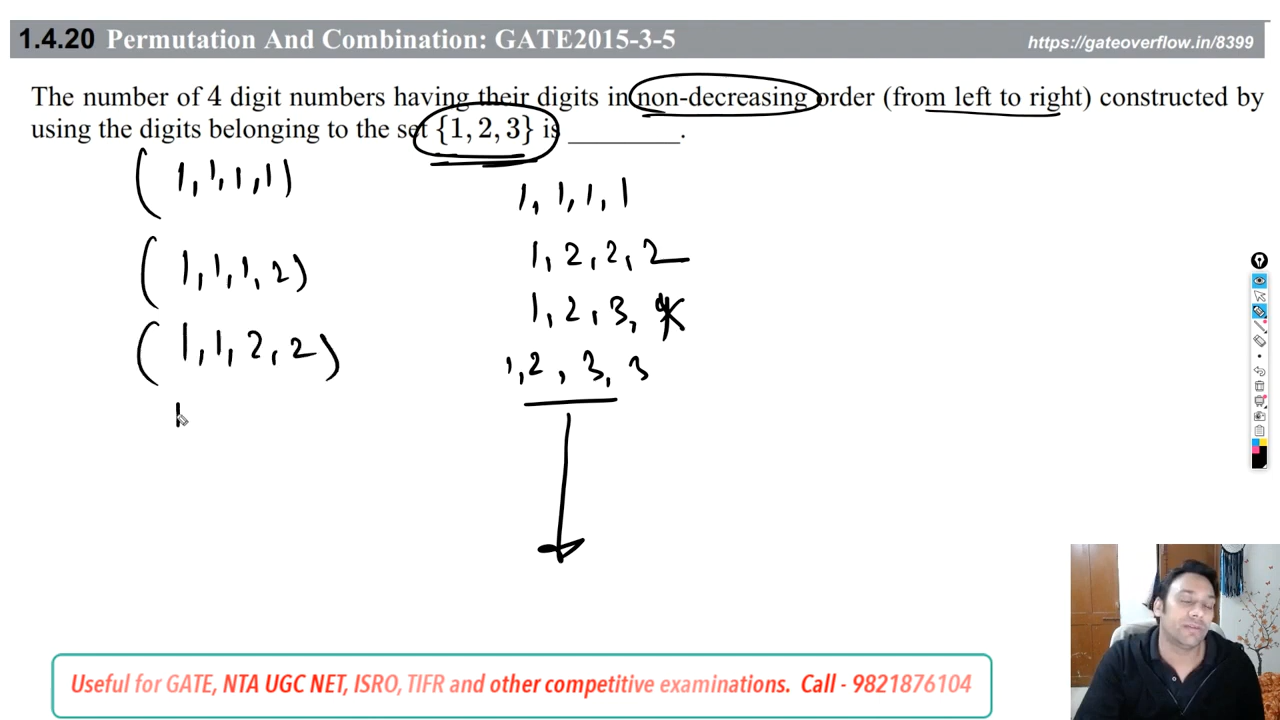 1.4.20 Permutation And Combination: GATE2015-3-5
https://gateoverflow.in/8399
The number of 4 digit numbers having their digits in non-decreasing order (from left to right) constructed by
using the digits belonging to the set {1, 2, 3} is ________.
(1, 1, 1, 1)
(1, 1, 1, 2)
(1, 1, 2, 2)
1
1, 1, 1, 1
1, 2, 2, 2
1, 2, 3,
1, 2, 3, 3
Useful for GATE, NTA UGC NET, ISRO, TIFR and other competitive examinations. Call - 9821876104